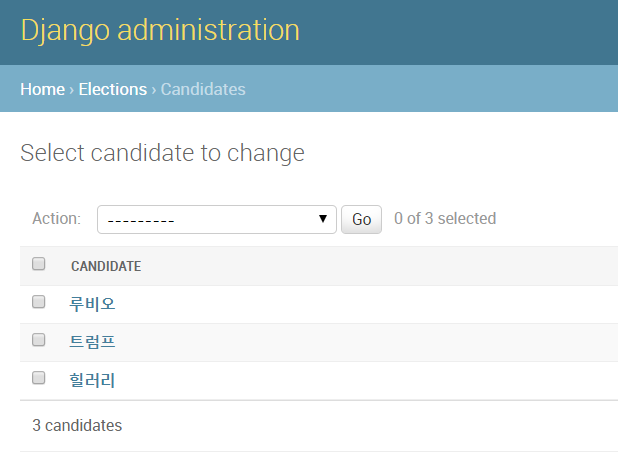 Django administration
Home › Elections › Candidates
Select candidate to change
Action: --------- Go 0 of 3 selected
CANDIDATE
루비오
트럼프
힐러리
3 candidates